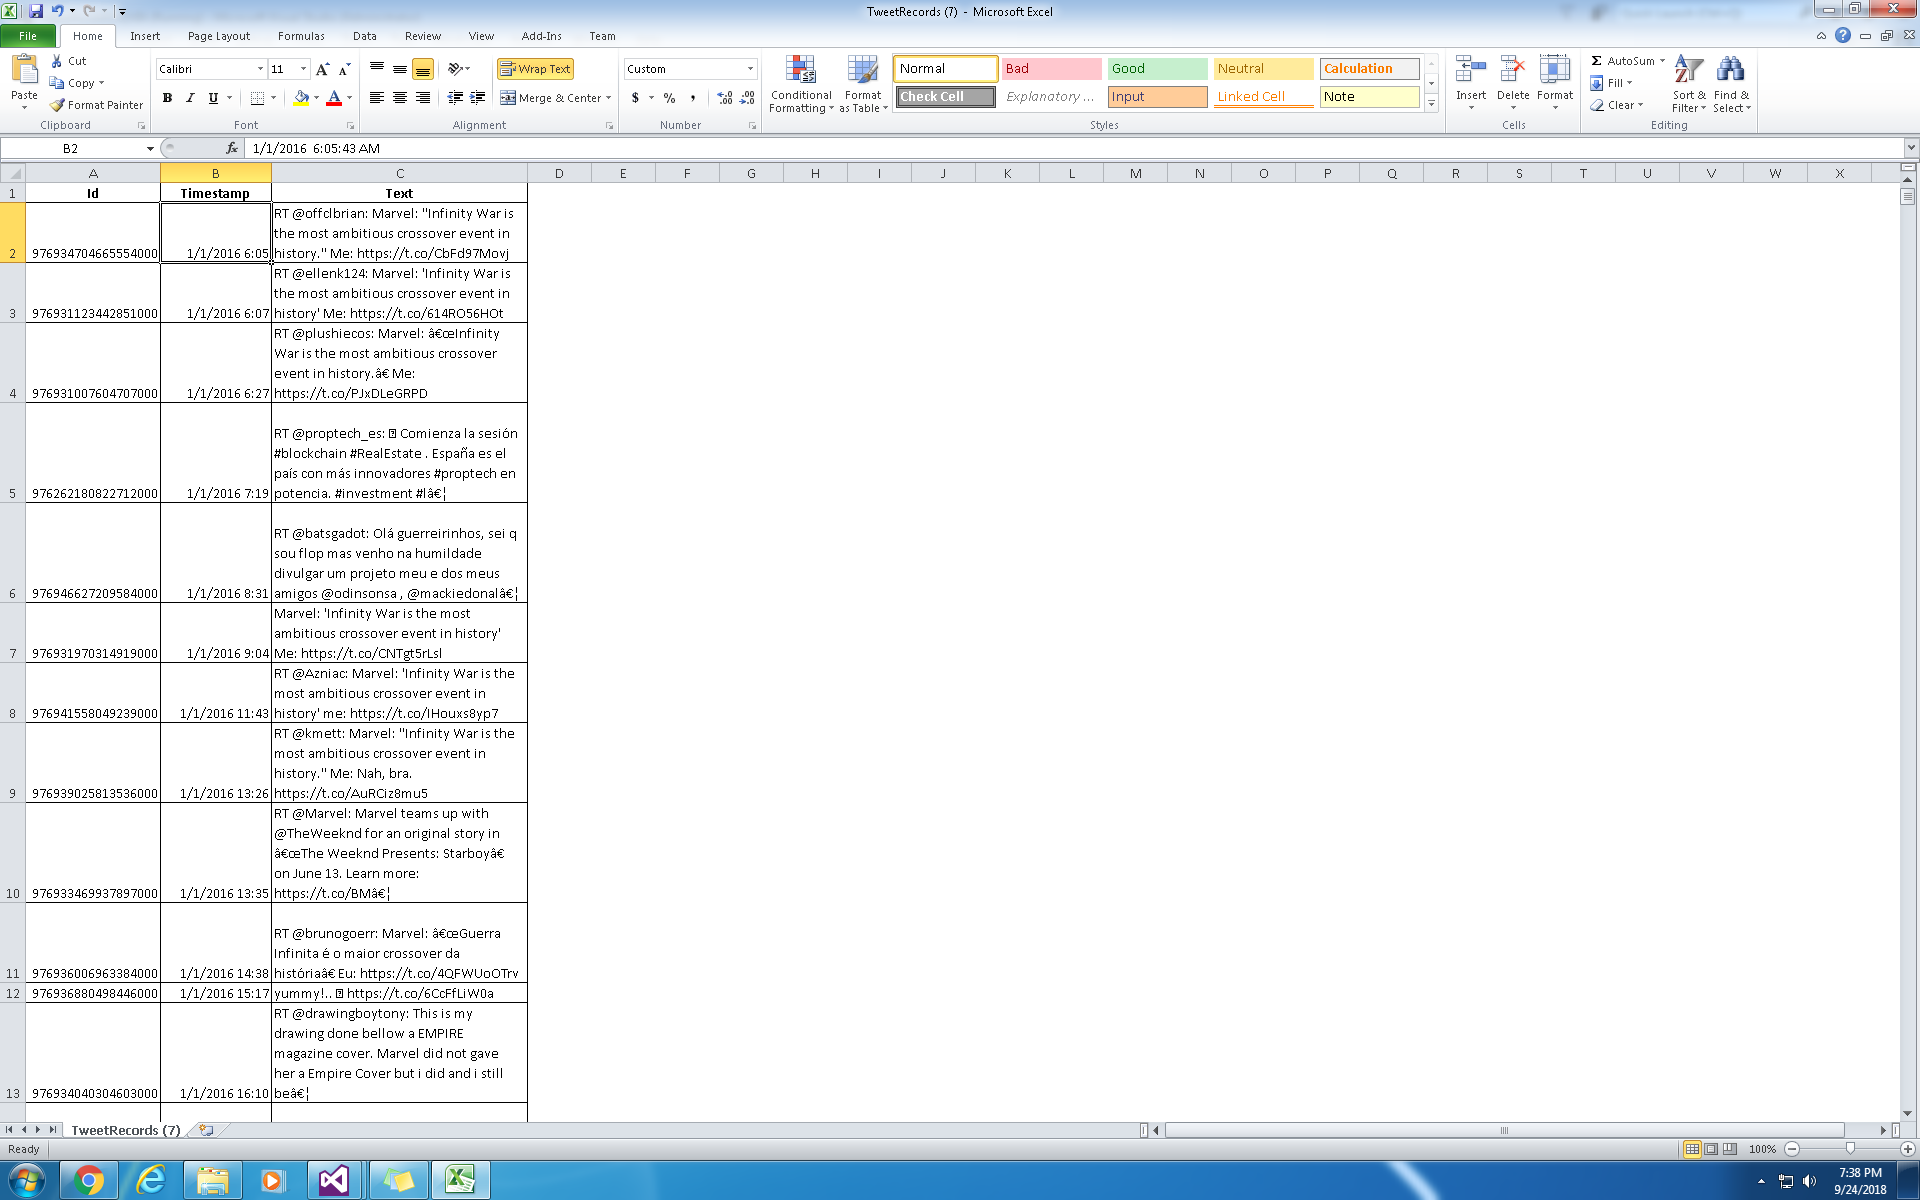 TweetRecords (7) - Microsoft Excel
File Home Insert Page Layout Formulas Data Review View Add-Ins Team
Paste Cut Copy Format Painter
Clipboard
Calibri 11 A A
B I U A
Font
Wrap Text
Merge & Center
Alignment
Custom
$ % ,
Number
Conditional Formatting
Format as Table
Normal Bad Good Neutral Calculation
Check Cell Explanatory ... Input Linked Cell Note
Styles
Insert Delete Format
Cells
Σ AutoSum
Fill
Clear
Sort & Filter
Find & Select
Editing
B2 fx 1/1/2016 6:05:43 AM
A B C D E F G H I J K L M N O P Q R S T U V W X
1 Id Timestamp Text
RT @offclbrian: Marvel: "Infinity War is
the most ambitious crossover event in
2 976934704665554000 1/1/2016 6:05 history." Me: https://t.co/CbFd97Movj
RT @ellenk124: Marvel: 'Infinity War is
the most ambitious crossover event in
3 976931123442851000 1/1/2016 6:07 history' Me: https://t.co/614RO56HOt
RT @plushiecos: Marvel: â€œInfinity
War is the most ambitious crossover
event in history.â€ Me:
4 976931007604707000 1/1/2016 6:27 https://t.co/PJxDLeGRPD
RT @proptech_es: Comienza la sesión
#blockchain #RealEstate . España es el
país con más innovadores #proptech en
5 976262180822712000 1/1/2016 7:19 potencia. #investment #lâ€¦
RT @batsgadot: Olá guerreirinhos, sei q
sou flop mas venho na humildade
divulgar um projeto meu e dos meus
6 976946627209584000 1/1/2016 8:31 amigos @odinsonsa , @mackiedonalâ€¦
Marvel: 'Infinity War is the most
ambitious crossover event in history'
7 976931970314919000 1/1/2016 9:04 Me: https://t.co/CNTgt5rLsl
RT @Azniac: Marvel: 'Infinity War is the
most ambitious crossover event in
8 976941558049239000 1/1/2016 11:43 history' me: https://t.co/IHouxs8yp7
RT @kmett: Marvel: "Infinity War is the
most ambitious crossover event in
history." Me: Nah, bra.
9 976939025813536000 1/1/2016 13:26 https://t.co/AuRCiz8mu5
RT @Marvel: Marvel teams up with
@TheWeeknd for an original story in
â€œThe Weeknd Presents: Starboyâ€
on June 13. Learn more:
10 976933469937897000 1/1/2016 13:35 https://t.co/BMâ€¦
RT @brunogoerr: Marvel: â€œGuerra
Infinita é o maior crossover da
11 976936006963384000 1/1/2016 14:38 históriaâ€ Eu: https://t.co/4QFWUoOTrv
12 976936880498446000 1/1/2016 15:17 yummy!.. https://t.co/6CcFfLiW0a
RT @drawingboytony: This is my
drawing done bellow a EMPIRE
magazine cover. Marvel did not gave
her a Empire Cover but i did and i still
13 976934040304603000 1/1/2016 16:10 beâ€¦
TweetRecords (7)
Ready 100%
7:38 PM
9/24/2018